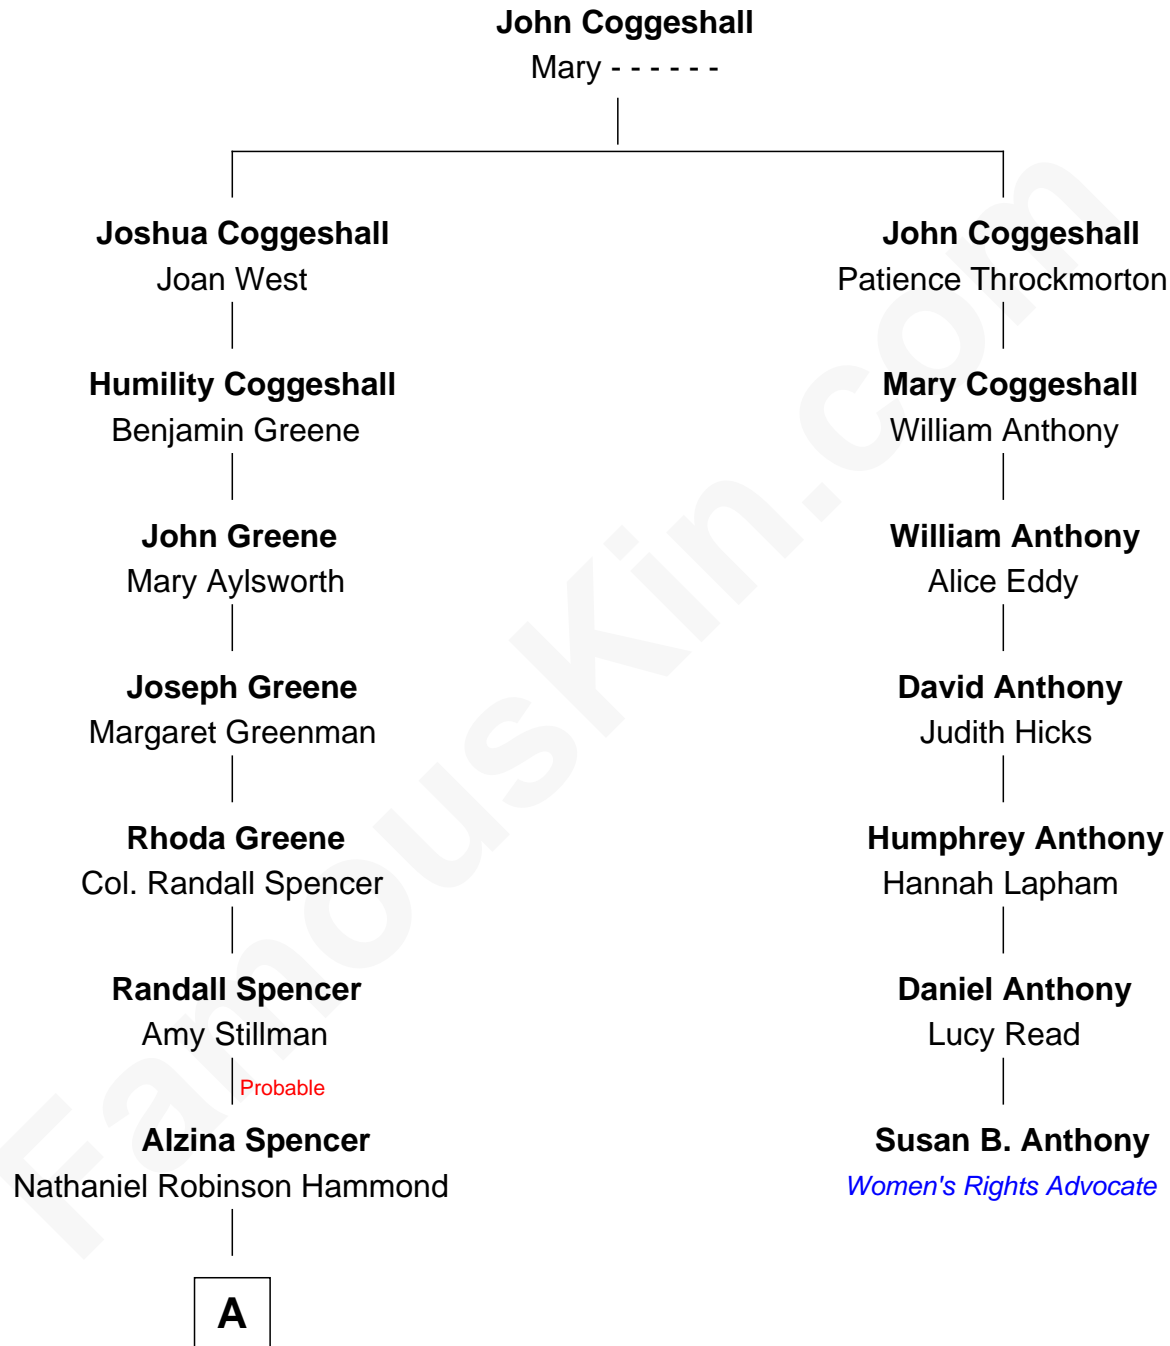 John Coggeshall
Mary - - - - - -
Joshua Coggeshall
Joan West
John Coggeshall
Patience Throckmorton
Humility Coggeshall
Benjamin Greene
Mary Coggeshall
William Anthony
John Greene
Mary Aylsworth
William Anthony
Alice Eddy
Joseph Greene
Margaret Greenman
David Anthony
Judith Hicks
Rhoda Greene
Col. Randall Spencer
Humphrey Anthony
Hannah Lapham
Randall Spencer
Amy Stillman
Daniel Anthony
Lucy Read
Probable
Alzina Spencer
Nathaniel Robinson Hammond
Susan B. Anthony
Women's Rights Advocate
A
FamousKin.com